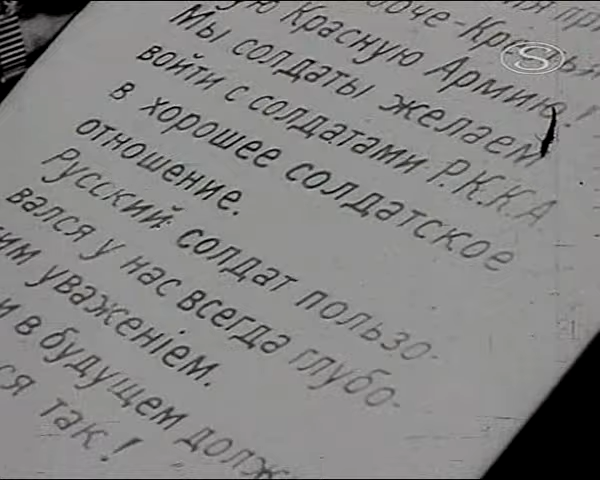 Красную Армию!
Мы солдаты желаем
войти с солдатами Р.К.К.А.
в хорошее солдатское
отношение.
Русский солдат пользо-
вался у нас всегда глубо-
уваженіем.
и в будущем
так!
S